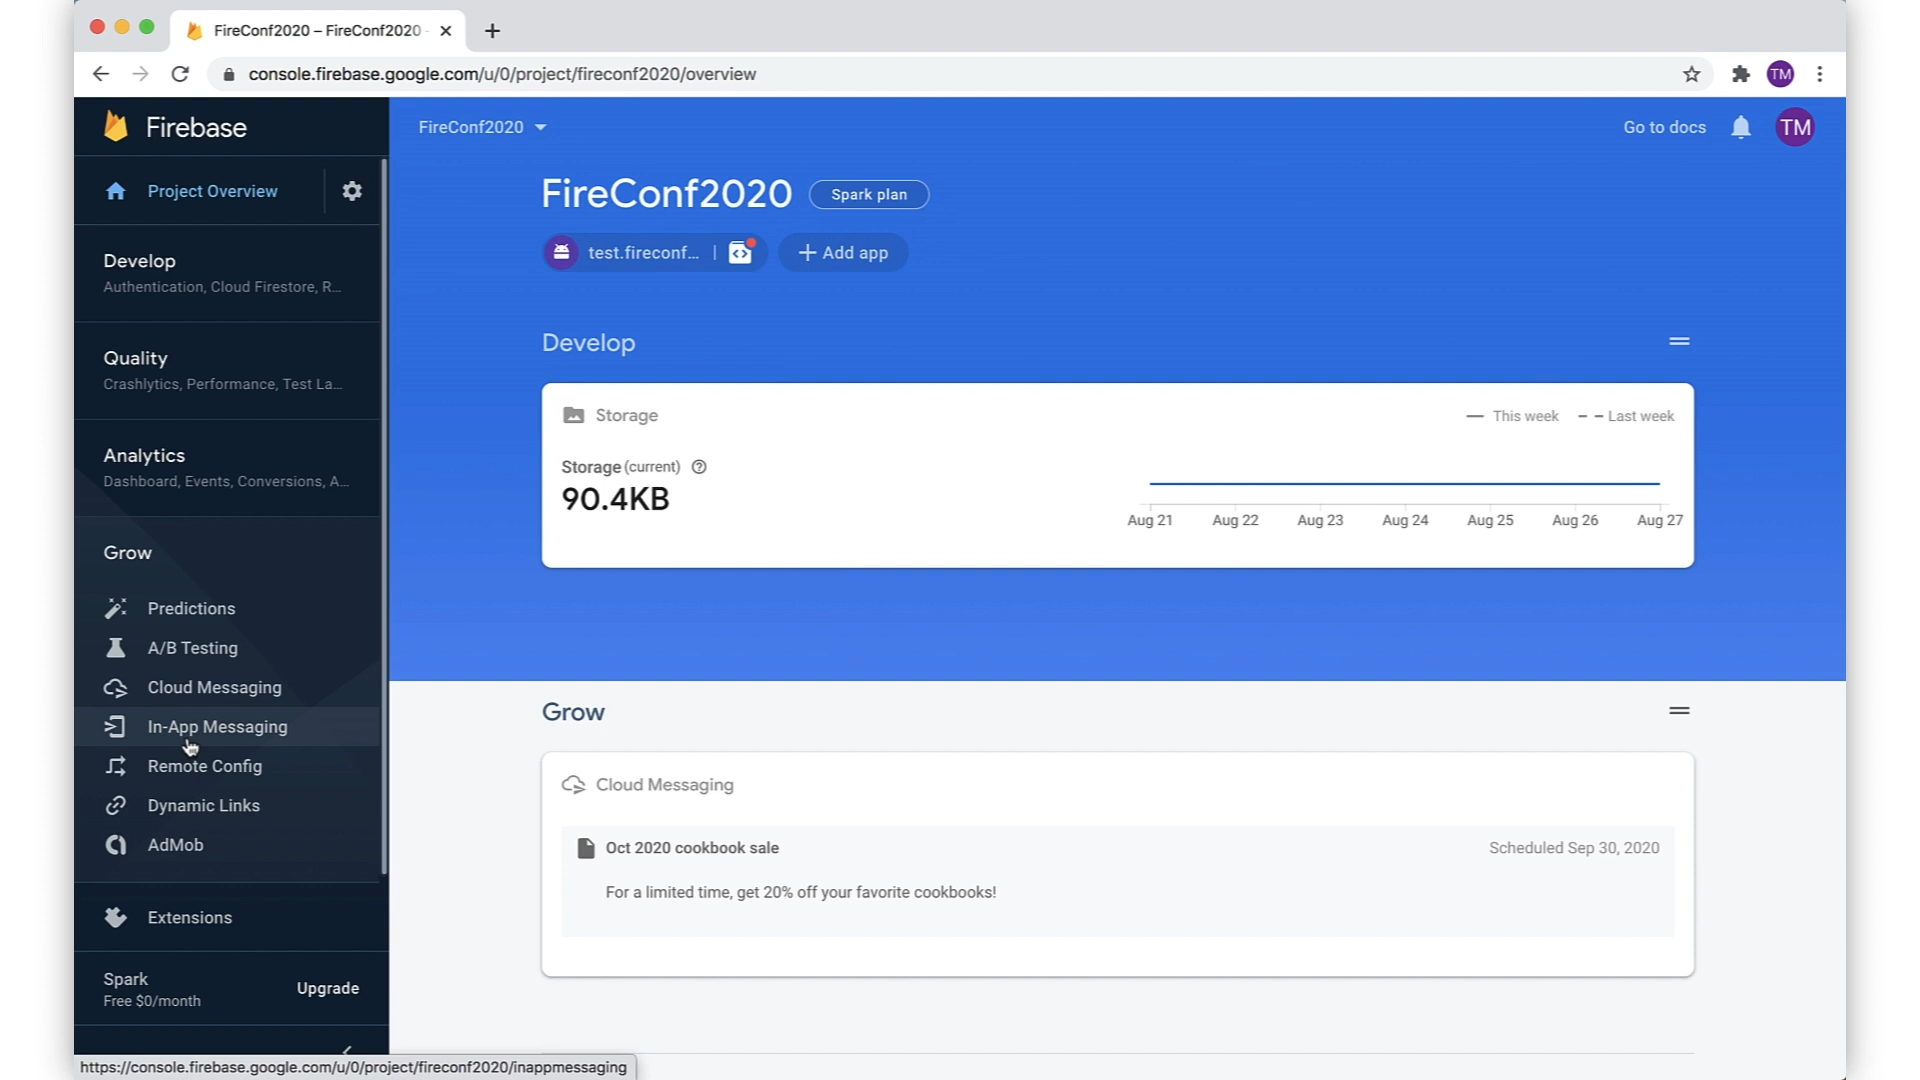 FireConf2020 – FireConf2020 -
console.firebase.google.com/u/0/project/fireconf2020/overview
TM
Firebase
FireConf2020
Go to docs
TM
Project Overview
FireConf2020
Spark plan
test.fireconf...
Add app
Develop
Authentication, Cloud Firestore, R...
Quality
Crashlytics, Performance, Test La...
Analytics
Dashboard, Events, Conversions, A...
Grow
Predictions
A/B Testing
Cloud Messaging
In-App Messaging
Remote Config
Dynamic Links
AdMob
Extensions
Spark
Free $0/month
Upgrade
Develop
Storage
This week
Last week
Storage (current)
90.4KB
Aug 21 Aug 22 Aug 23 Aug 24 Aug 25 Aug 26 Aug 27
Grow
Cloud Messaging
Oct 2020 cookbook sale
Scheduled Sep 30, 2020
For a limited time, get 20% off your favorite cookbooks!
https://console.firebase.google.com/u/0/project/fireconf2020/inappmessaging